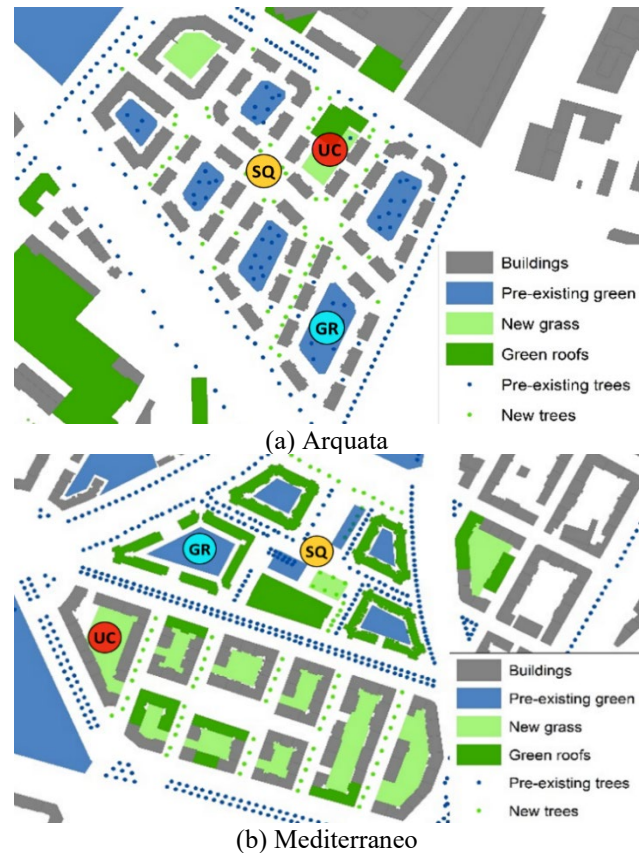 UC
SQ
GR
Buildings
Pre-existing green
New grass
Green roofs
Pre-existing trees
New trees
(a) Arquata
GR
SQ
UC
Buildings
Pre-existing green
New grass
Green roofs
Pre-existing trees
New trees
(b) Mediterraneo